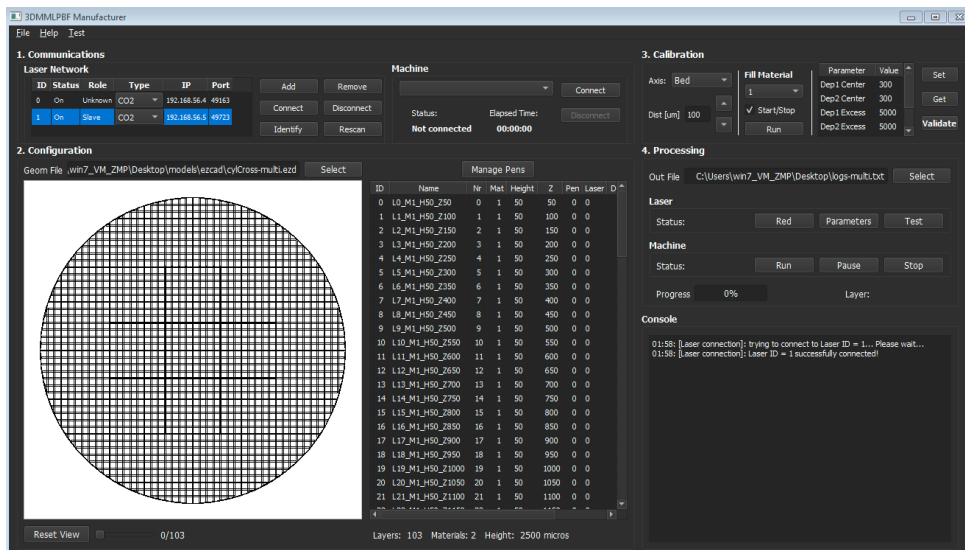 3DMMLPBF Manufacturer
File Help Test
1. Communications
Laser Network
ID Status Role Type IP Port
0 On Unknown CO2 192.168.56.4 49163
1 On Slave CO2 192.168.56.5 49723
Add Remove
Connect Disconnect
Identify Rescan
Machine
Connect
Status: Elapsed Time:
Not connected 00:00:00
Disconnect
2. Configuration
Geom File win7_VM_ZMP\Desktop\models\ezcad\cylCross-multi.ezd Select
Manage Pens
ID Name Nr Mat Height Z Pen Laser D
0 L0_M1_H50_Z50 0 1 50 50 0 0
1 L1_M1_H50_Z100 1 1 50 100 0 0
2 L2_M1_H50_Z150 2 1 50 150 0 0
3 L3_M1_H50_Z200 3 1 50 200 0 0
4 L4_M1_H50_Z250 4 1 50 250 0 0
5 L5_M1_H50_Z300 5 1 50 300 0 0
6 L6_M1_H50_Z350 6 1 50 350 0 0
7 L7_M1_H50_Z400 7 1 50 400 0 0
8 L8_M1_H50_Z450 8 1 50 450 0 0
9 L9_M1_H50_Z500 9 1 50 500 0 0
10 L10_M1_H50_Z550 10 1 50 550 0 0
11 L11_M1_H50_Z600 11 1 50 600 0 0
12 L12_M1_H50_Z650 12 1 50 650 0 0
13 L13_M1_H50_Z700 13 1 50 700 0 0
14 L14_M1_H50_Z750 14 1 50 750 0 0
15 L15_M1_H50_Z800 15 1 50 800 0 0
16 L16_M1_H50_Z850 16 1 50 850 0 0
17 L17_M1_H50_Z900 17 1 50 900 0 0
18 L18_M1_H50_Z950 18 1 50 950 0 0
19 L19_M1_H50_Z1000 19 1 50 1000 0 0
20 L20_M1_H50_Z1050 20 1 50 1050 0 0
21 L21_M1_H50_Z1100 21 1 50 1100 0 0
Reset View 0/103
Layers: 103 Materials: 2 Height: 2500 micros
3. Calibration
Axis: Bed
Dist [um] 100
Fill Material
1
Start/Stop
Run
Parameter Value
Dep1 Center 300
Dep2 Center 300
Dep1 Excess 5000
Dep2 Excess 5000
Set
Get
Validate
4. Processing
Out File C:\Users\win7_VM_ZMP\Desktop\logs-multi.txt Select
Laser
Status: Red Parameters Test
Machine
Status: Run Pause Stop
Progress 0% Layer:
Console
01:58: [Laser connection]: trying to connect to Laser ID = 1... Please wait...
01:58: [Laser connection]: Laser ID = 1 successfully connected!